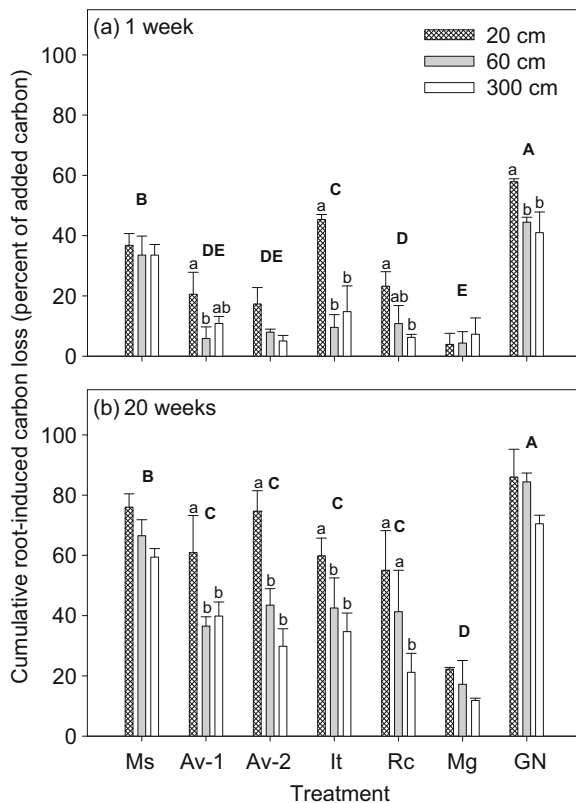 Cumulative root-induced carbon loss (percent of added carbon)
(a) 1 week
20 cm
60 cm
300 cm
100
80
60
40
20
0
B
a
b
ab
DE
DE
a
b
b
C
a
ab
b
D
E
a
b
b
A
(b) 20 weeks
100
80
60
40
20
0
B
a
b
b
C
a
b
b
C
a
b
b
C
a
a
b
C
D
A
Ms Av-1 Av-2 It Rc Mg GN
Treatment